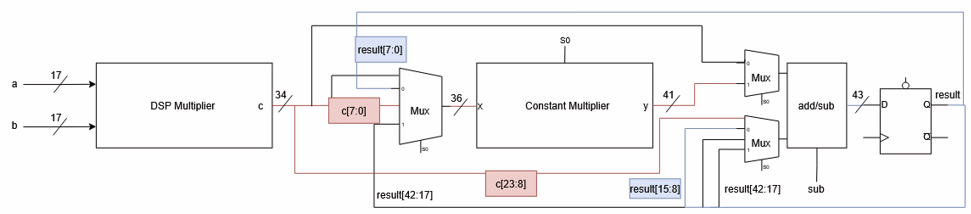 result[7:0]
S0
a
17
DSP Multiplier
c
34
0
Mux
1
s0
c[7:0]
36
X
Constant Multiplier
y
41
Mux
0
1
s0
add/sub
43
D
Q
Q
result
b
17
0
Mux
1
s0
sub
c[23:8]
result[42:17]
result[15:8]
result[42:17]